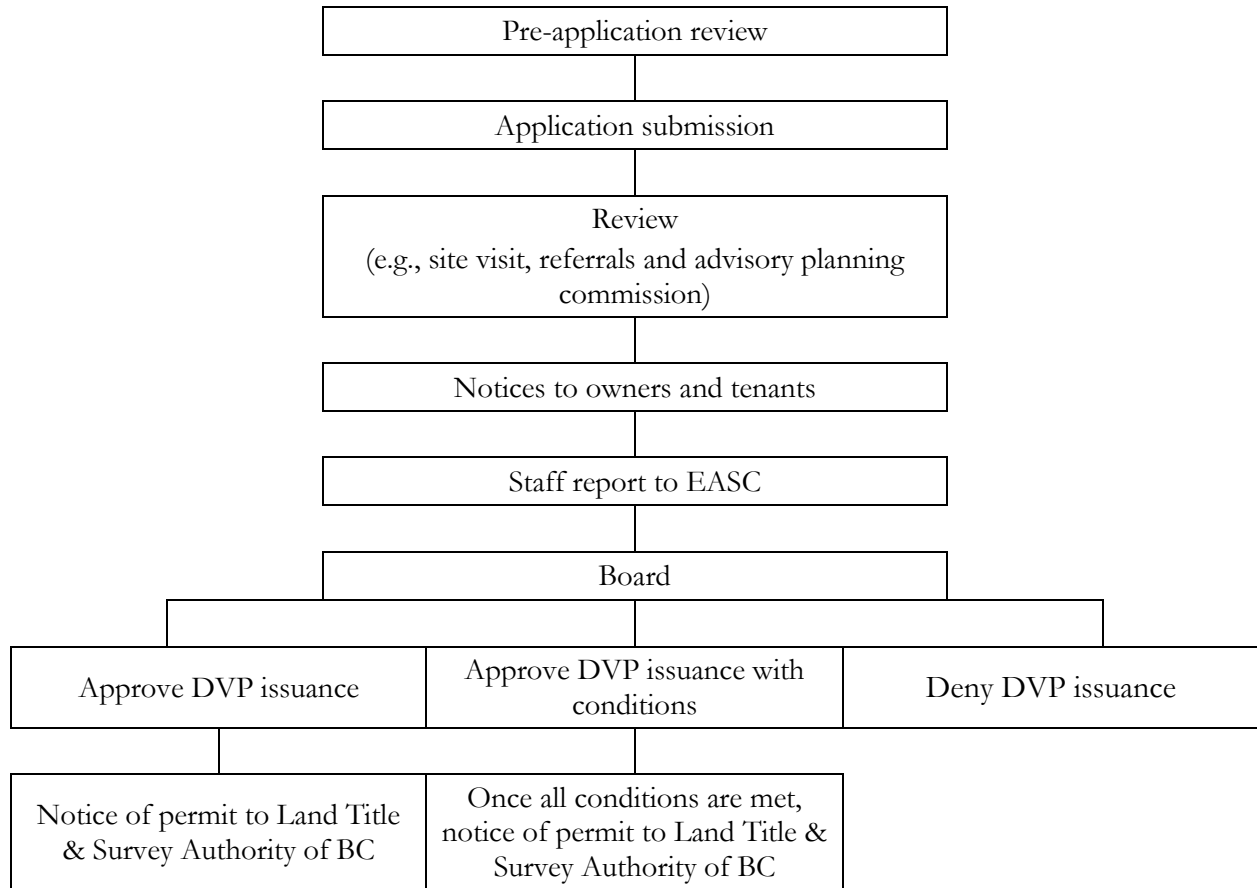 Pre-application review
Application submission
Review
(e.g., site visit, referrals and advisory planning
commission)
Notices to owners and tenants
Staff report to EASC
Board
Approve DVP issuance
Approve DVP issuance with
conditions
Deny DVP issuance
Notice of permit to Land Title
& Survey Authority of BC
Once all conditions are met,
notice of permit to Land Title &
Survey Authority of BC